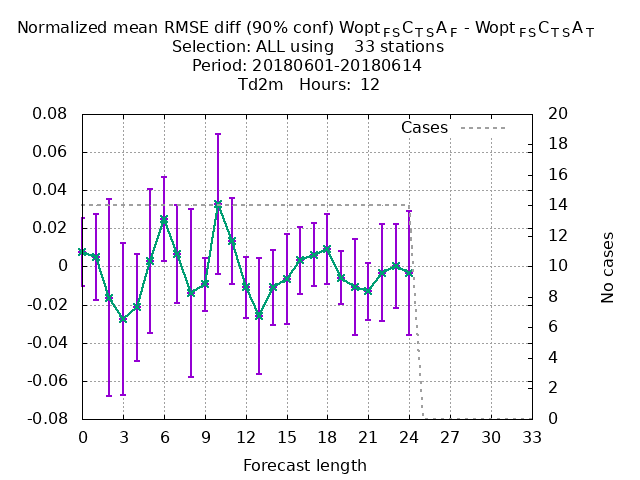 Normalized mean RMSE diff (90% conf) Wopt FS C TS A F - Wopt FS C TS A T
Selection: ALL using 33 stations
Period: 20180601-20180614
Td2m Hours: 12
Cases
0.08
0.06
0.04
0.02
0
-0.02
-0.04
-0.06
-0.08
20
18
16
14
12
10
8
6
4
2
0
No cases
0 3 6 9 12 15 18 21 24 27 30 33
Forecast length